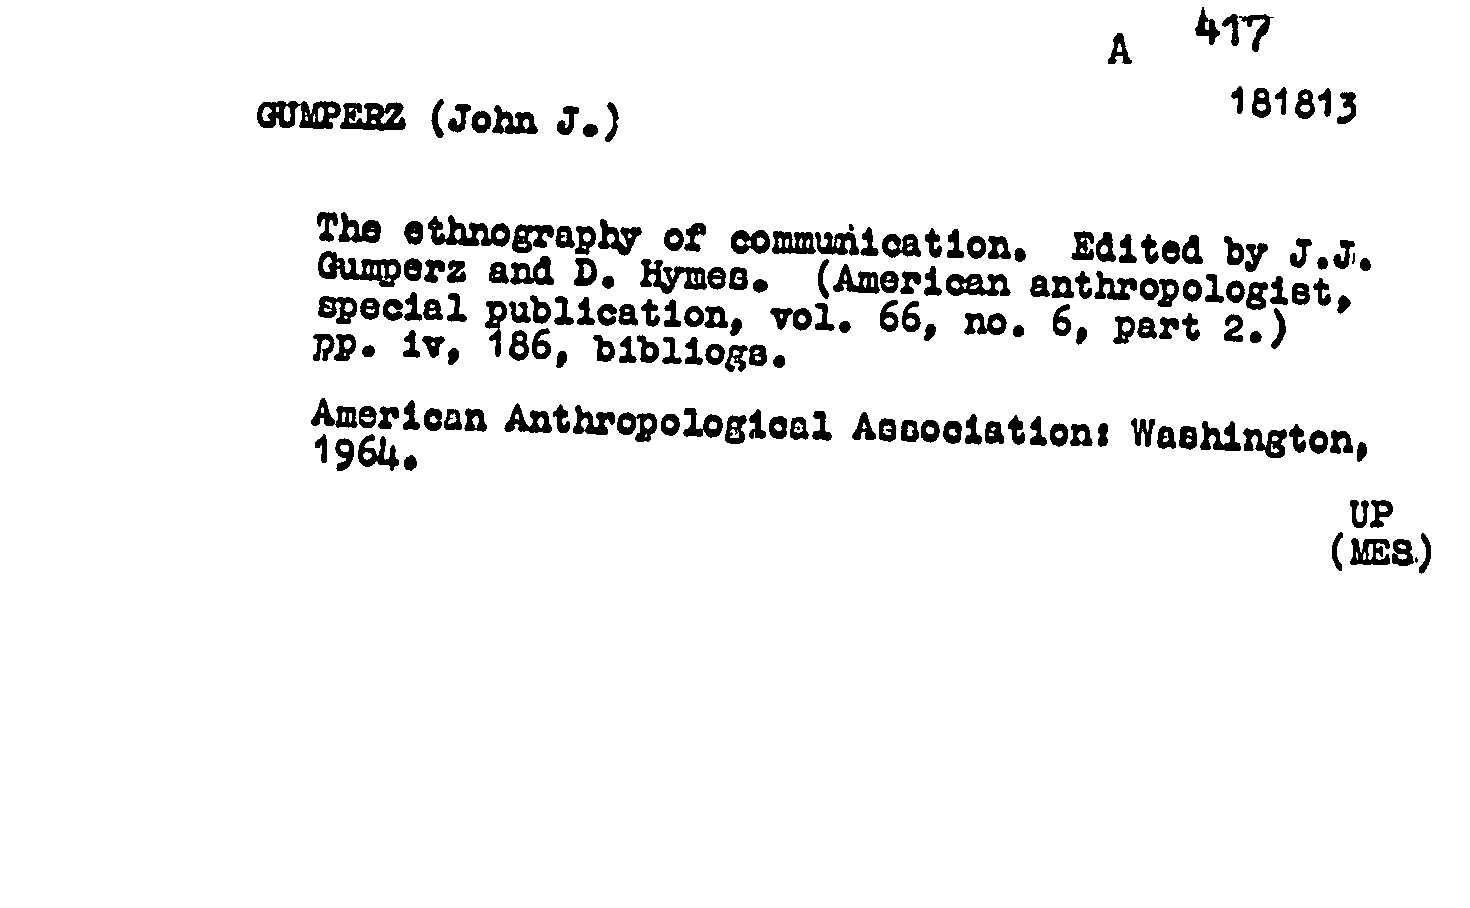 A 417
181813
GUMPERZ (John J.)
The ethnography of communication. Edited by J.J.
Gumperz and D. Hymes. (American anthropologist,
special publication, vol. 66, no. 6, part 2.)
pp. iv, 186, bibliogs.
American Anthropological Association: Washington,
1964.
UP
(MES.)